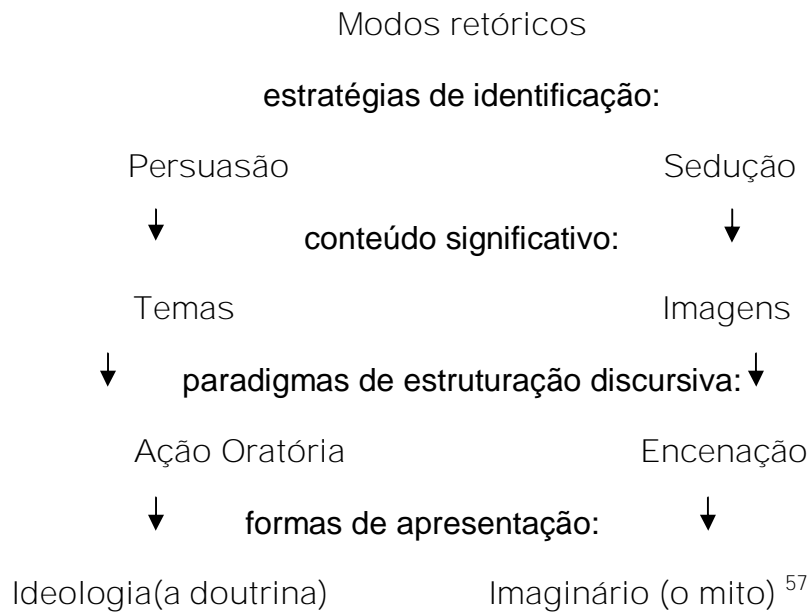 Modos retóricos
estratégias de identificação:
Persuasão Sedução
conteúdo significativo:
Temas Imagens
paradigmas de estruturação discursiva:
Ação Oratória Encenação
formas de apresentação:
Ideologia(a doutrina) Imaginário (o mito) 57